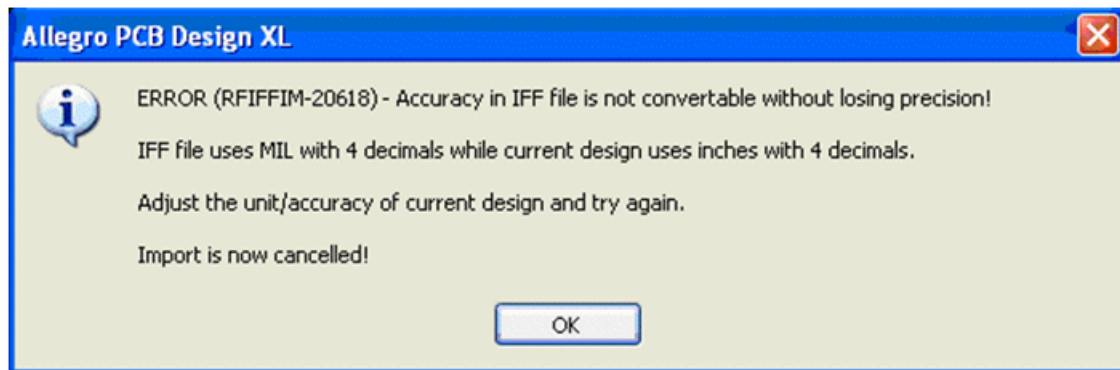 Allegro PCB Design XL
ERROR (RFIFFIM-20618) - Accuracy in IFF file is not convertable without losing precision!
IFF file uses MIL with 4 decimals while current design uses inches with 4 decimals.
Adjust the unit/accuracy of current design and try again.
Import is now cancelled!
OK